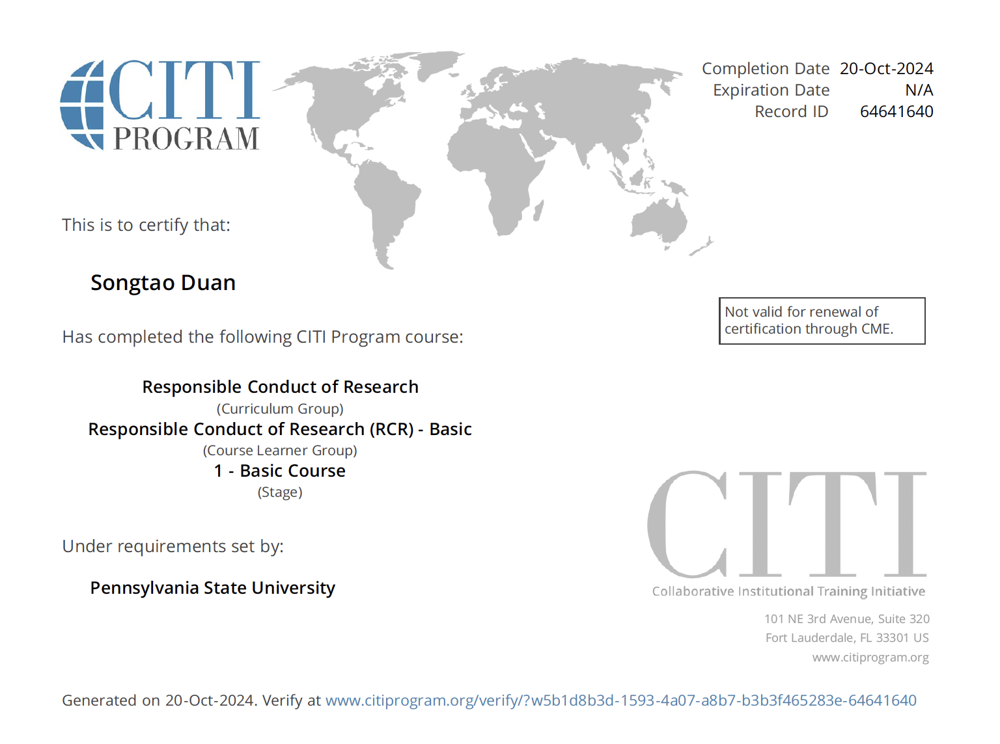 CITI
PROGRAM
Completion Date 20-Oct-2024
Expiration Date N/A
Record ID 64641640
This is to certify that:
Songtao Duan
Not valid for renewal of
certification through CME.
Has completed the following CITI Program course:
Responsible Conduct of Research
(Curriculum Group)
Responsible Conduct of Research (RCR) - Basic
(Course Learner Group)
1 - Basic Course
(Stage)
Under requirements set by:
Pennsylvania State University
CITI
Collaborative Institutional Training Initiative
101 NE 3rd Avenue, Suite 320
Fort Lauderdale, FL 33301 US
www.citiprogram.org
Generated on 20-Oct-2024. Verify at www.citiprogram.org/verify/?w5b1d8b3d-1593-4a07-a8b7-b3b3f465283e-64641640